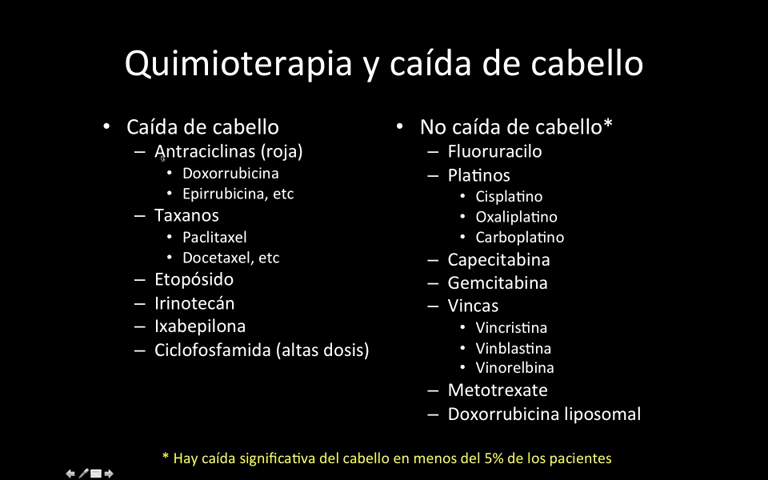 Quimioterapia y caída de cabello
• Caída de cabello
– Antraciclinas (roja)
• Doxorrubicina
• Epirrubicina, etc
– Taxanos
• Paclitaxel
• Docetaxel, etc
– Etopósido
– Irinotecán
– Ixabepilona
– Ciclofosfamida (altas dosis)
• No caída de cabello*
– Fluoruracilo
– Platinos
• Cisplatino
• Oxaliplatino
• Carboplatino
– Capecitabina
– Gemcitabina
– Vincas
• Vincristina
• Vinblastina
• Vinorelbina
– Metotrexate
– Doxorrubicina liposomal
* Hay caída significativa del cabello en menos del 5% de los pacientes